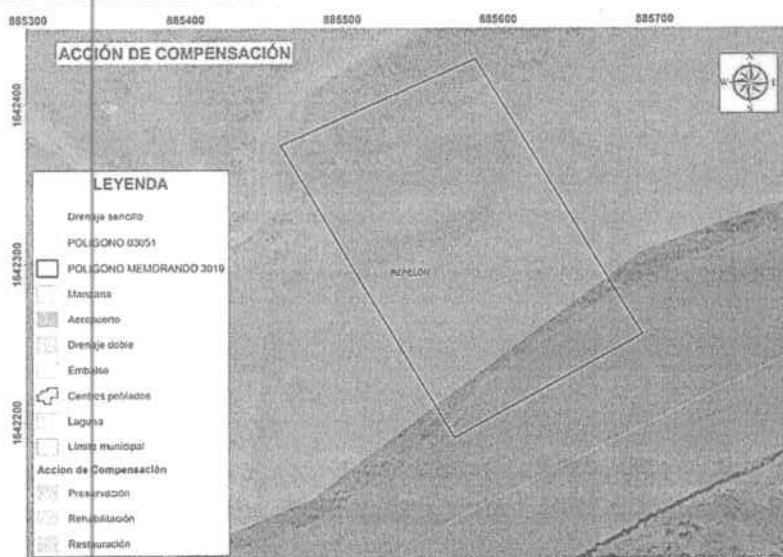 885300 885400 885500 885600 885700
ACCIÓN DE COMPENSACIÓN
N
W E
S
1642400
1642300
1642200
LEYENDA
Drenaje sencillo
POLIGONO 03051
POLIGONO MEMORANDO 3019
Manzana
Aeropuerto
Drenaje doble
Embalse
Centros poblados
Laguna
Límite municipal
Accion de Compensación
Preservación
Rehabilitación
Restauración
REPELON